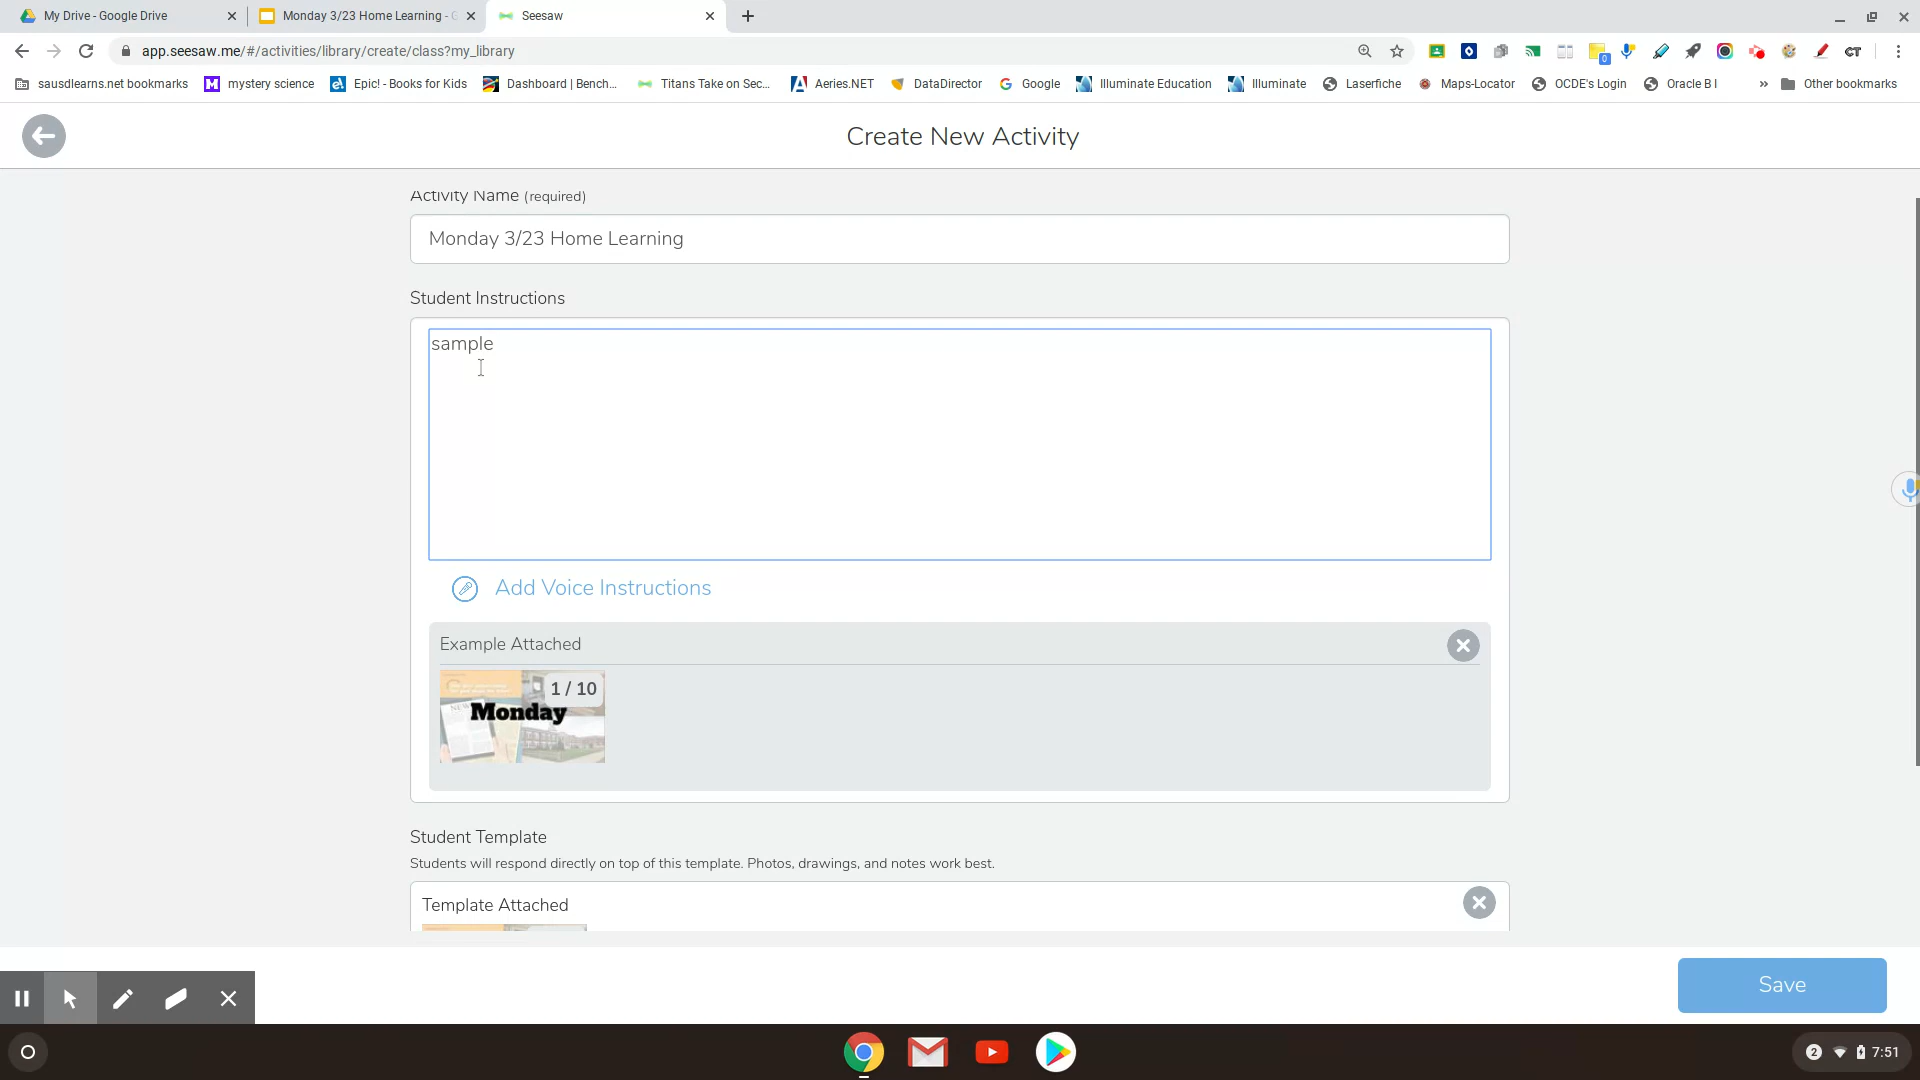 My Drive - Google Drive
Monday 3/23 Home Learning - G
Seesaw
app.seesaw.me/#/activities/library/create/class?my_library
0
CT
sausdlearns.net bookmarks
M mystery science
e! Epic! - Books for Kids
Dashboard | Bench...
Titans Take on Sec...
Aeries.NET
DataDirector
G Google
Illuminate Education
Illuminate
Laserfiche
Maps-Locator
OCDE's Login
Oracle B I
»
Other bookmarks
Create New Activity
Activity Name (required)
Monday 3/23 Home Learning
Student Instructions
sample
Add Voice Instructions
Example Attached
1 / 10
NEW
Monday
Student Template
Students will respond directly on top of this template. Photos, drawings, and notes work best.
Template Attached
Save
2
7:51